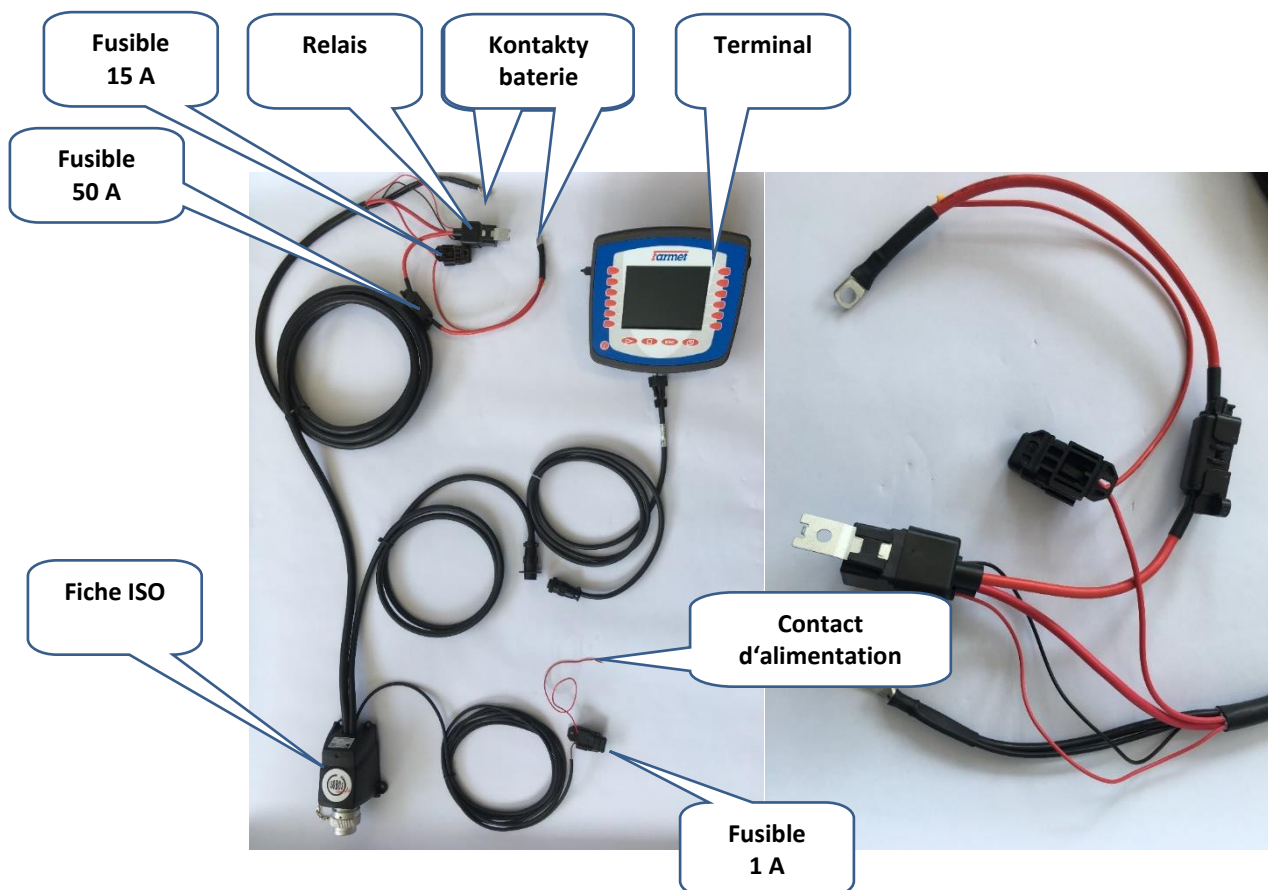 Fusible
15 A
Relais
Kontakty
baterie
Terminal
Fusible
50 A
Farmet
Fiche ISO
Contact
d‘alimentation
Fusible
1 A